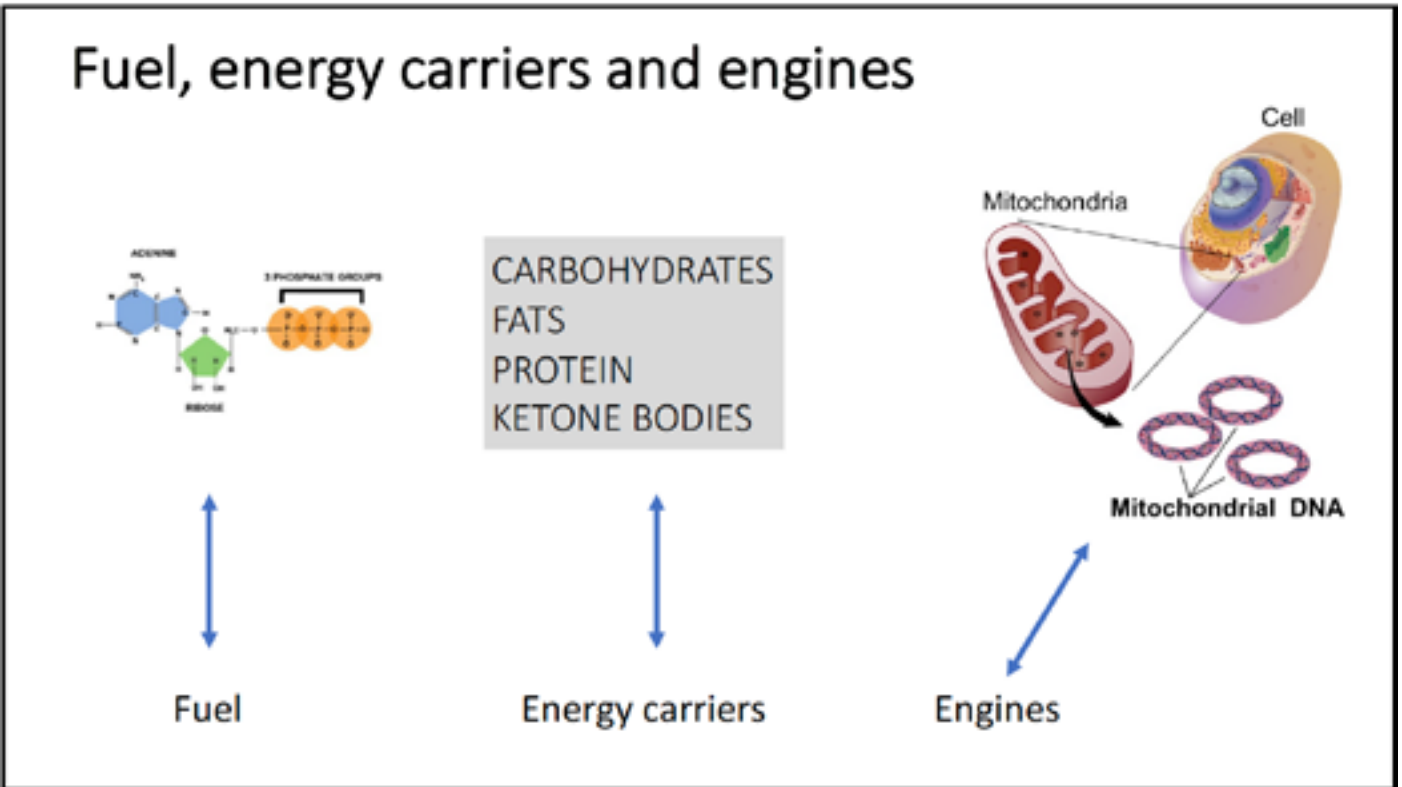 Fuel, energy carriers and engines
Cell
Mitochondria
ADENINE
3 PHOSPHATE GROUPS
RIBOSE
CARBOHYDRATES
FATS
PROTEIN
KETONE BODIES
Mitochondrial DNA
Fuel
Energy carriers
Engines